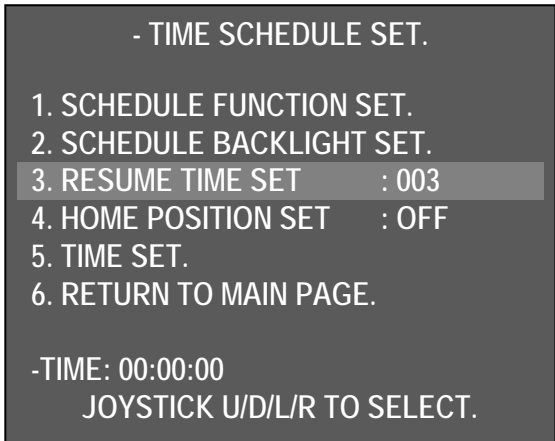 - TIME SCHEDULE SET.
1. SCHEDULE FUNCTION SET.
2. SCHEDULE BACKLIGHT SET.
3. RESUME TIME SET : 003
4. HOME POSITION SET : OFF
5. TIME SET.
6. RETURN TO MAIN PAGE.
-TIME: 00:00:00
JOYSTICK U/D/L/R TO SELECT.